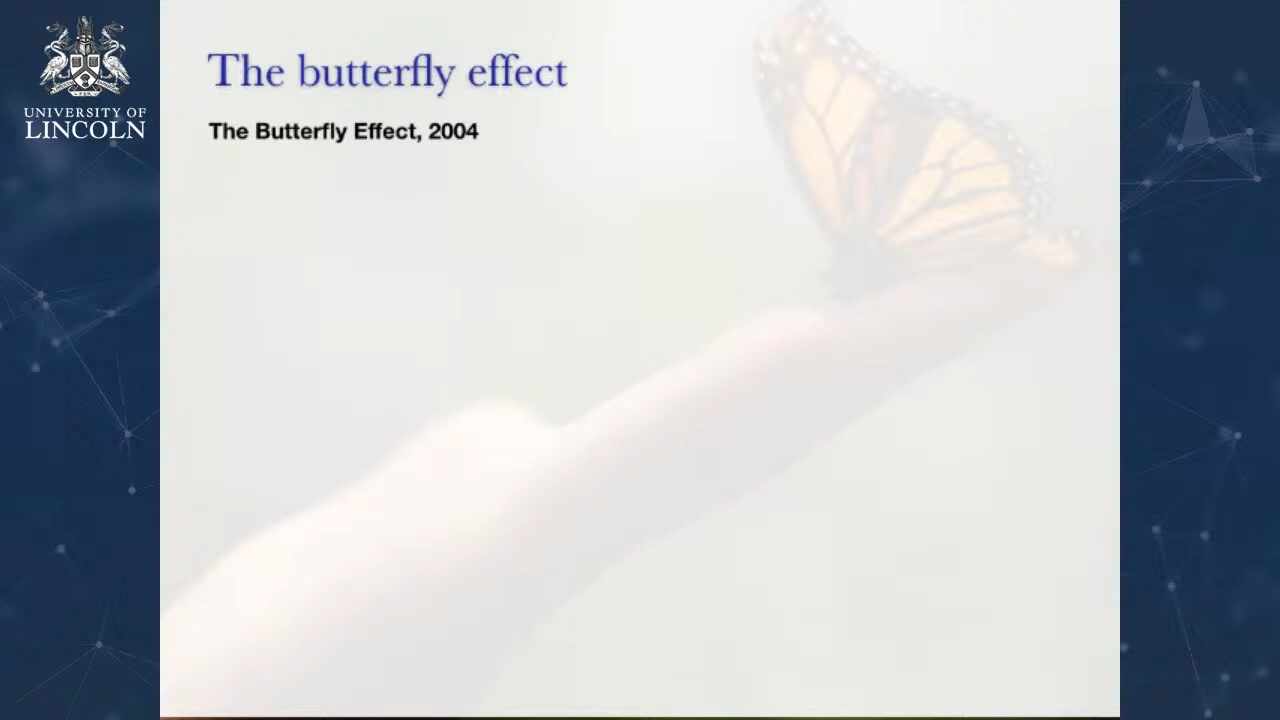 UNIVERSITY OF
LINCOLN
The butterfly effect
The Butterfly Effect, 2004